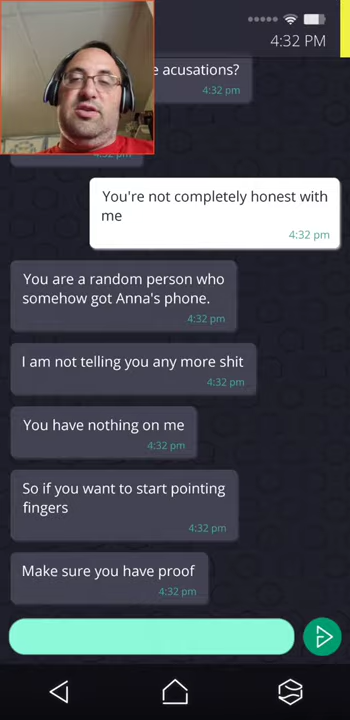 4:32 PM
e acusations?
4:32 pm
4:32 pm
You're not completely honest with
me
4:32 pm
You are a random person who
somehow got Anna's phone.
4:32 pm
I am not telling you any more shit
4:32 pm
You have nothing on me
4:32 pm
So if you want to start pointing
fingers
4:32 pm
Make sure you have proof
4:32 pm